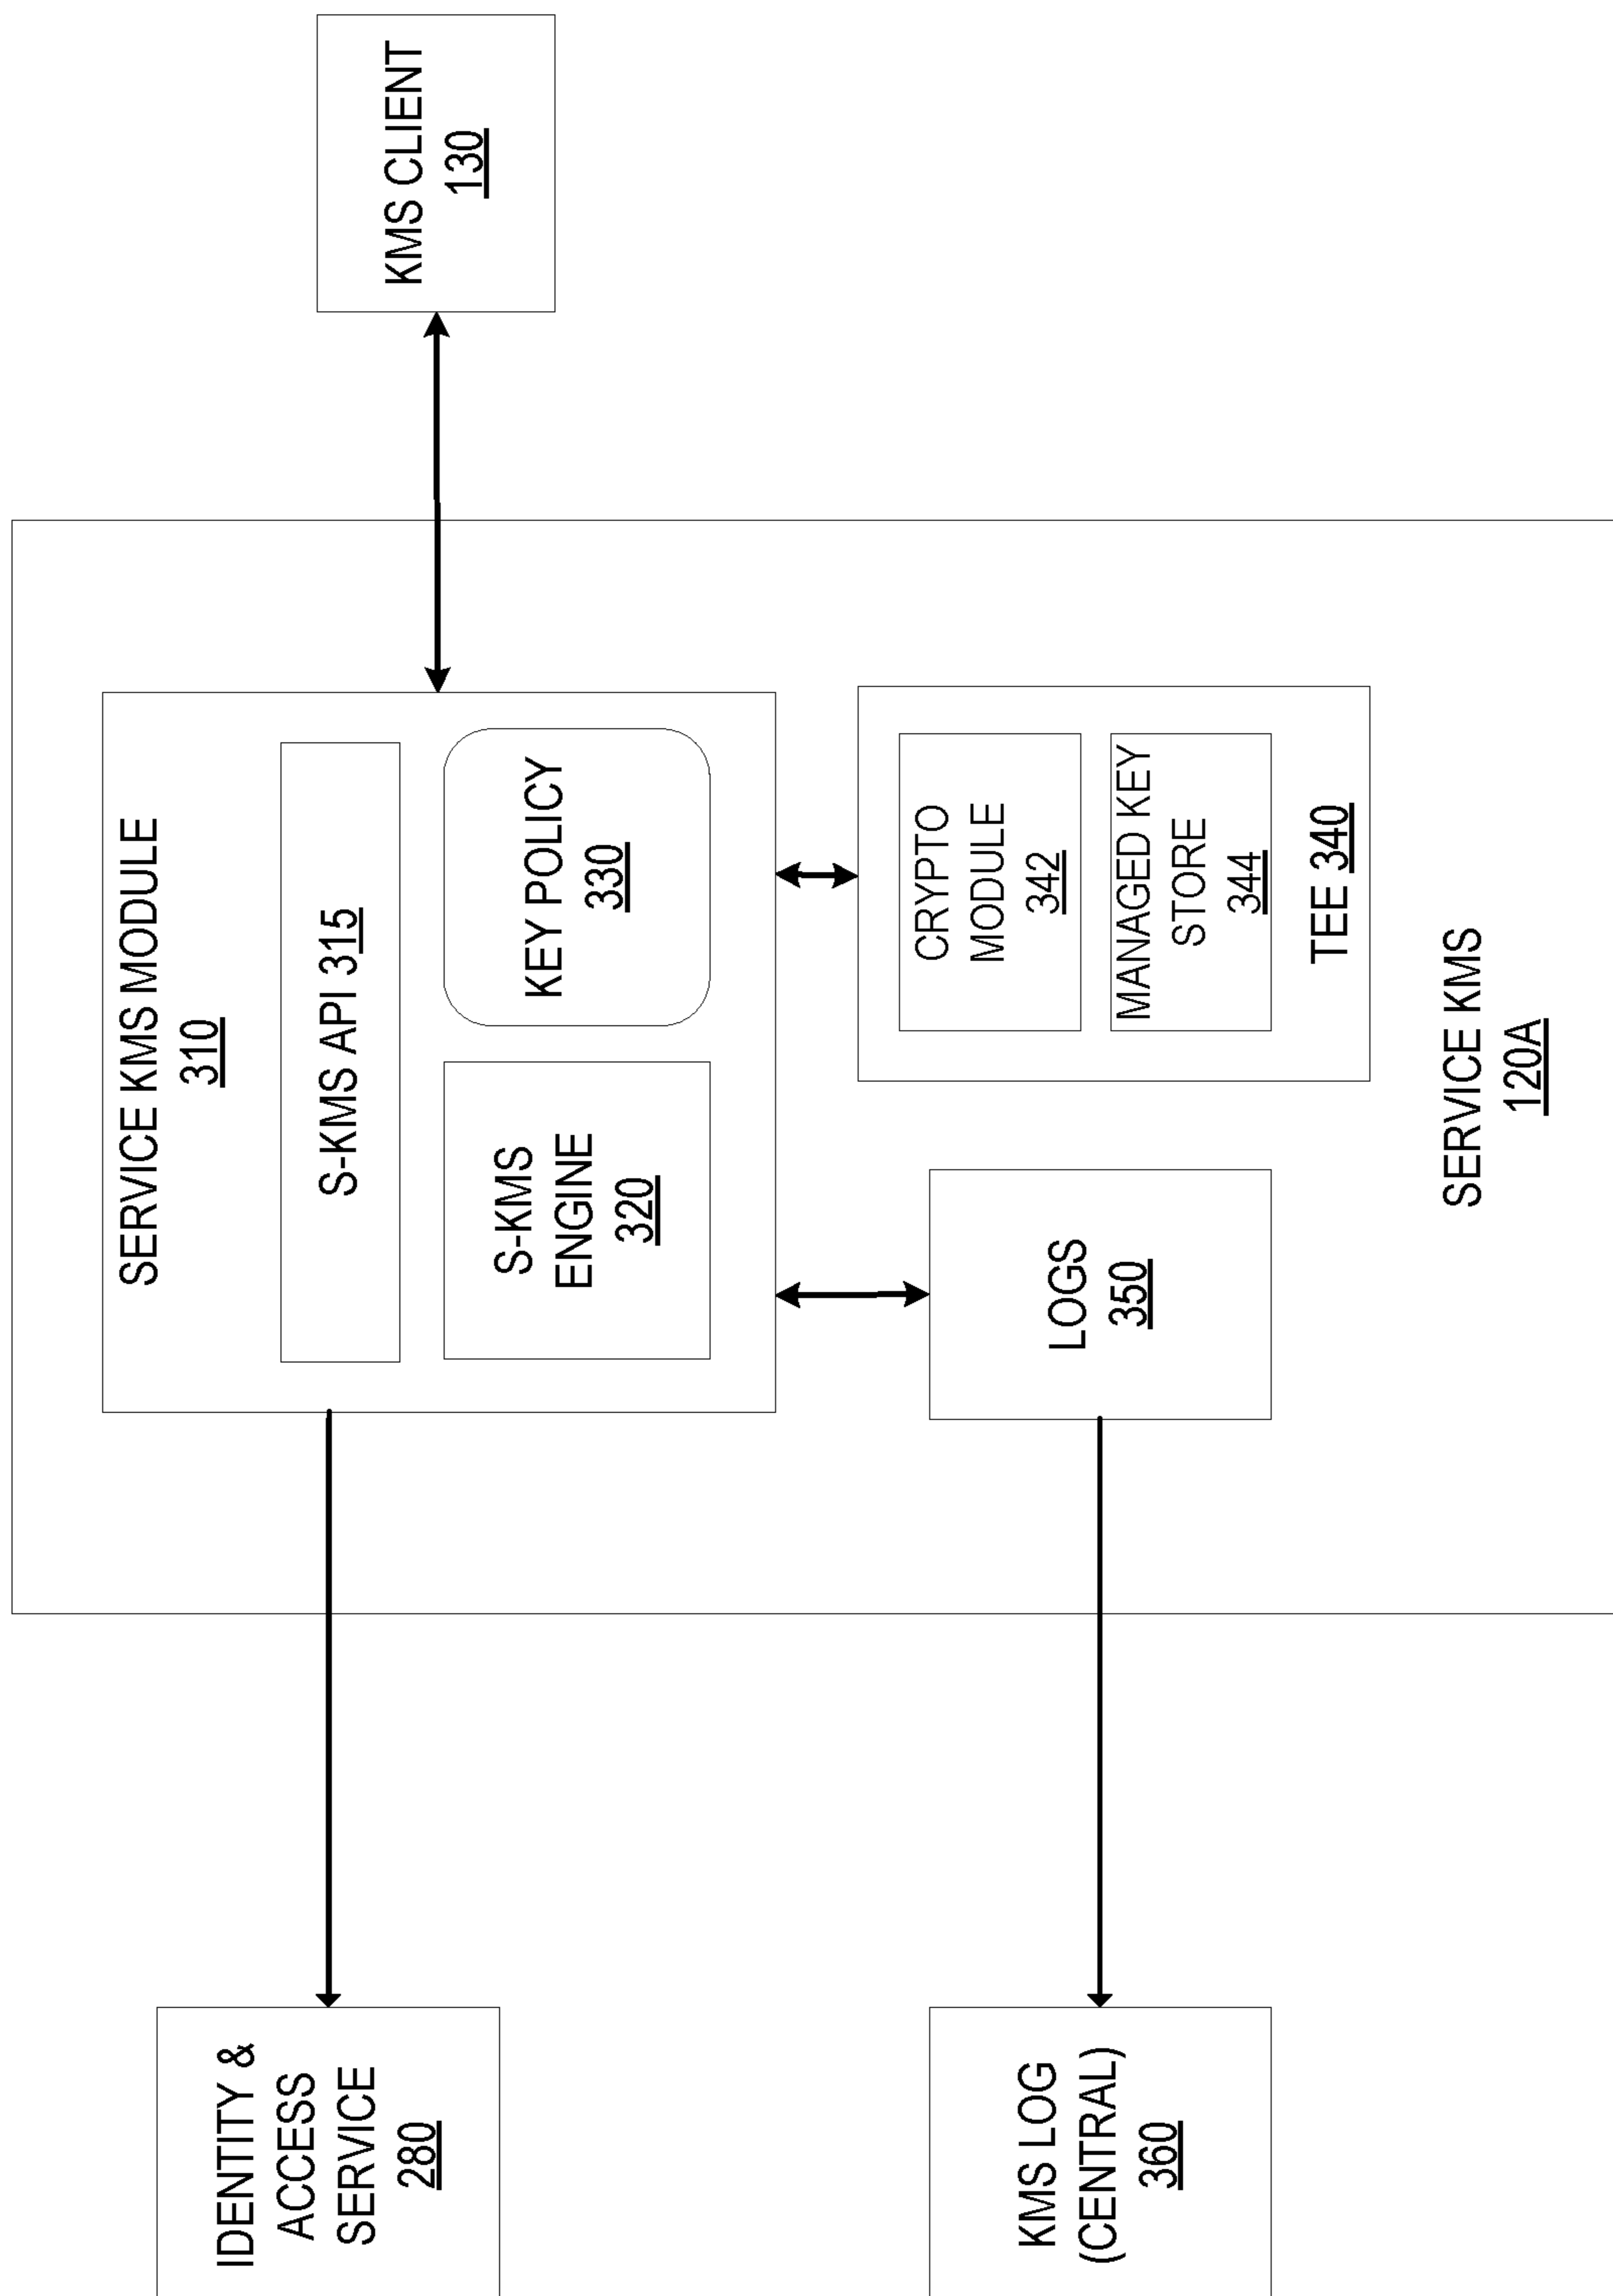 IDENTITY &
ACCESS
SERVICE
280
SERVICE KMS MODULE
310
S-KMS API 315
S-KMS
ENGINE
320
KEY POLICY
330
KMS CLIENT
130
KMS LOG
(CENTRAL)
360
LOGS
350
CRYPTO
MODULE
342
MANAGED KEY
STORE
344
TEE 340
SERVICE KMS
120A